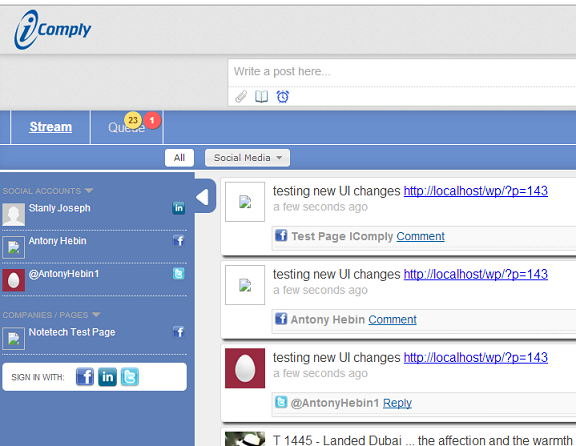 iComply
Write a post here...
Stream
Queue
23
1
All
Social Media
SOCIAL ACCOUNTS
Stanly Joseph
in
Antony Hebin
f
@AntonyHebin1
t
COMPANIES / PAGES
Notetech Test Page
f
SIGN IN WITH: f in t
testing new UI changes http://localhost/wp/?p=143
a few seconds ago
f Test Page IComply Comment
testing new UI changes http://localhost/wp/?p=143
a few seconds ago
f Antony Hebin Comment
testing new UI changes http://localhost/wp/?p=143
a few seconds ago
t @AntonyHebin1 Reply
T 1445 - Landed Dubai ... the affection and the warmth